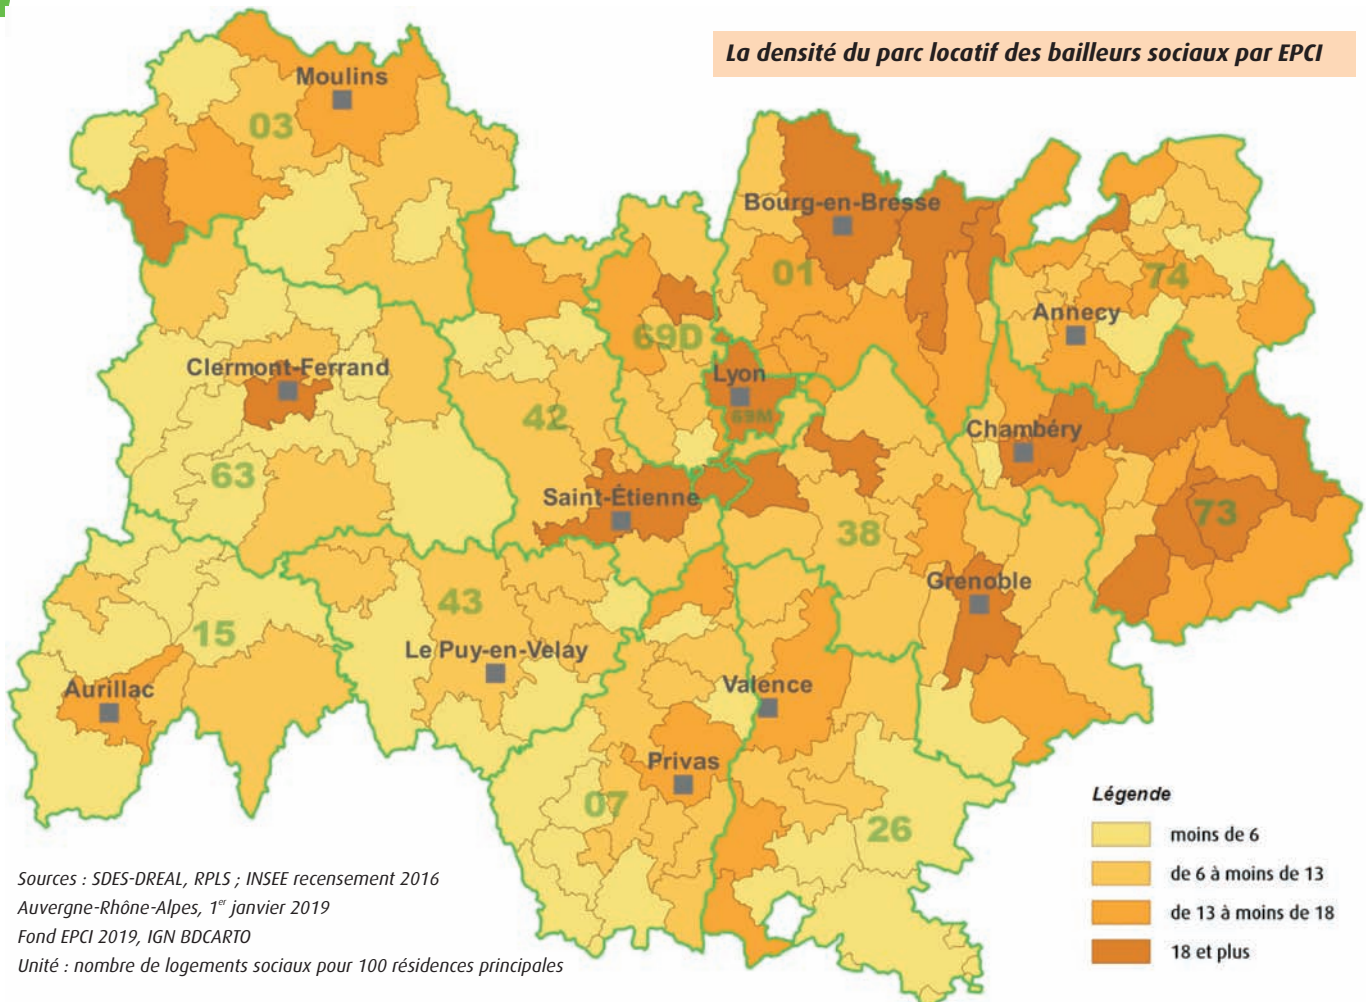 La densité du parc locatif des bailleurs sociaux par EPCI
Moulins
03
Bourg-en-Bresse
01
74
Annecy
69D
Clermont-Ferrand
Lyon
69M
42
Chambéry
63
Saint-Étienne
73
38
Grenoble
43
15
Le Puy-en-Velay
Aurillac
Valence
Privas
07
26
Légende
moins de 6
de 6 à moins de 13
de 13 à moins de 18
18 et plus
Sources : SDES-DREAL, RPLS ; INSEE recensement 2016
Auvergne-Rhône-Alpes, 1er janvier 2019
Fond EPCI 2019, IGN BDCARTO
Unité : nombre de logements sociaux pour 100 résidences principales